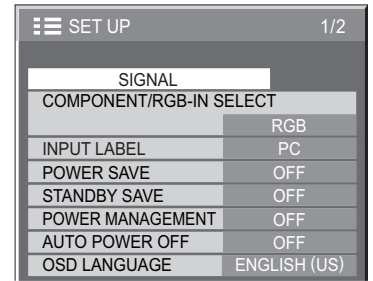 SET UP 1/2
SIGNAL
COMPONENT/RGB-IN SELECT
RGB
INPUT LABEL PC
POWER SAVE OFF
STANDBY SAVE OFF
POWER MANAGEMENT OFF
AUTO POWER OFF OFF
OSD LANGUAGE ENGLISH (US)